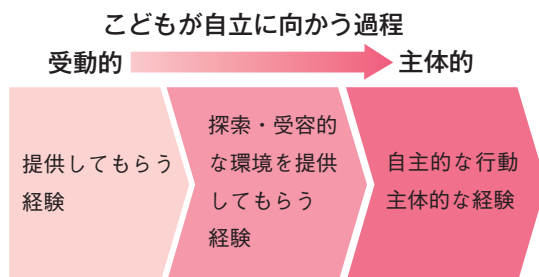 こどもが自立に向かう過程
受動的
主体的
提供してもらう
経験
探索・受容的
な環境を提供
してもらう
経験
自主的な行動
主体的な経験